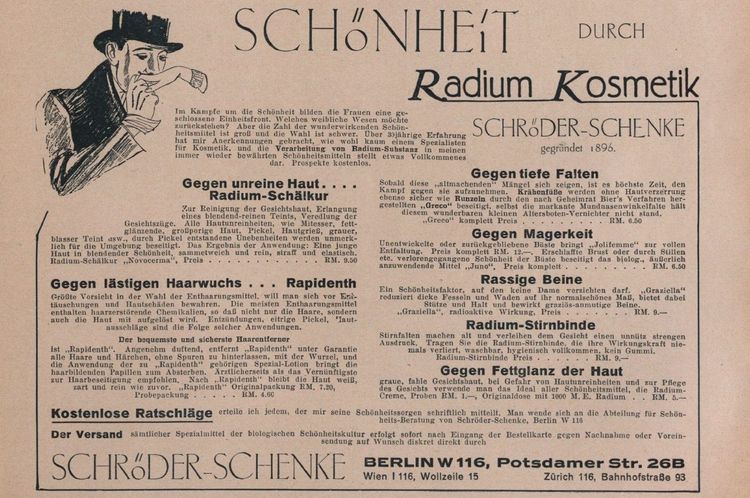 SCHÖNHEIT DURCH
Radium Kosmetik
SCHRÖDER-SCHENKE
gegründet 1896.
Im Kampfe um die Schönheit bilden die Frauen eine ge-
schlossene Einheitsfront. Welches weibliche Wesen möchte
zurückstehen? Aber die Zahl der wunderwirkenden Schön-
heitsmittel ist groß und die Wahl ist schwer. Über 30jährige Erfahrung
hat mir Anerkennungen gebracht, wie wohl kaum einem Spezialisten
für Kosmetik, und die Verarbeitung von Radium-Substanz in meinen
immer wieder bewährten Schönheitsmitteln stellt etwas Vollkommenes
dar. Prospekte kostenlos.
Gegen unreine Haut....
Radium-Schälkur
Zur Reinigung der Gesichtshaut, Erlangung
eines blendend-reinen Teints, Veredlung der
Gesichtszüge. Alle Hautunreinheiten, wie Mitesser, fett-
glänzende, großporige Haut, Pickel, Hautgrieß, grauer,
blasser Teint usw., durch Pickel entstandene Unebenheiten werden unmerk-
lich für die Umgebung beseitigt. Das Ergebnis der Anwendung: Eine jung
Haut in blendender Schönheit, sammetweich und rein, straff und elastisch.
Radium-Schälkur „Novocerma", Preis . . . . . . . . . . RM. 9.50
Gegen lästigen Haarwuchs . . . Rapidenth
Größte Vorsicht in der Wahl der Enthaarungsmittel, will man sich vor Ent-
täuschungen und Hautschäden bewahren. Die meisten Enthaarungsmittel
enthalten haarzerstörende Chemikalien, so daß nicht nur die Haare, sondern
auch die Haut mit aufgelöst wird. Entzündungen, eitrige Pickel, Haut-
ausschläge sind die Folge solcher Anwendungen.
Der bequemste und sicherste Haarentferner
ist „Rapidenth". Angenehm duftend, entfernt „Rapidenth" unter Garantie
alle Haare und Härchen, ohne Spuren zu hinterlassen, mit der Wurzel, und
die Anwendung der zu „Rapidenth" gehörigen Spezial-Lotion bringt die
haarbildenden Papillen zum Absterben. Ärztlicherseits als das Vernünftigste
zur Haarbeseitigung empfohlen. Nach „Rapidenth" bleibt die Haut weiß,
zart und rein wie zuvor. „Rapidenth" Originalpackung RM. 7.20,
Probepackung . . . . RM. 4.60
Gegen tiefe Falten
Sobald diese „altmachenden" Mängel sich zeigen, ist es höchste Zeit, den
Kampf gegen sie aufzunehmen. Krähenfüße werden ohne Hautverzerrung
ebenso sicher wie Runzeln durch den nach Geheimrat Bier's Verfahren her-
gestellten „Greco" beseitigt, selbst die markante Mundnasenwinkelfalte hält
diesem wunderbaren kleinen Altersboten-Vernichter nicht stand,
„Greco" komplett Preis . . . . . . RM. 6.50
Gegen Magerkeit
Unentwickelte oder zurückgebliebene Büste bringt „Jolifemme" zur vollen
Entfaltung. Preis komplett RM. 12.—. Erschlaffte Brust oder durch Stillen
etc. verlorengegangene Schönheit der Büste beseitigt das biolog., äußerlich
anzuwendende Mittel „Juno", Preis komplett . . . . . . . RM. 6.50
Rassige Beine
Ein Schönheitsfaktor, auf den keine Dame verzichten darf. „Graziella"
reduziert dicke Fesseln und Waden auf ihr normalschönes Maß, bietet dabei
Stütze und Halt und bewirkt graziös-anmutige Beine.
„Graziella", radioaktive Wirkung, Preis . . . . . RM. 9.—
Radium-Stirnbinde
Stirnfalten machen alt und verleihen dem Gesicht einen unnütz strengen
Ausdruck. Tragen Sie die Radium-Stirnbinde, die ihre Wirkungskraft nie-
mals verliert, waschbar, hygienisch vollkommen, kein Gummi.
Radium-Stirnbinde Preis . . . . . . RM. 9.—
Gegen Fettglanz der Haut
graue, fahle Gesichtshaut, bei Gefahr von Hautunreinheiten und zur Pflege
des Gesichts verwende man das Ideal aller Schönheitsmittel, die Radium-
Creme, Proben RM. 1.—, Originaldose mit 1000 M.E. Radium . . RM. 5.—
Kostenlose Ratschläge erteile ich jedem, der mir seine Schönheitssorgen schriftlich mitteilt. Man wende sich an die Abteilung für Schön-
heits-Beratung von Schröder-Schenke, Berlin W 116
Der Versand sämtlicher Spezialmittel der biologischen Schönheitskultur erfolgt sofort nach Eingang der Bestellkarte gegen Nachnahme oder Vorein-
sendung auf Wunsch diskret direkt durch
SCHRÖDER-SCHENKE BERLIN W 116, Potsdamer Str. 26B
Wien I 116, Wollzeile 15 Zürich 116, Bahnhofstraße 93